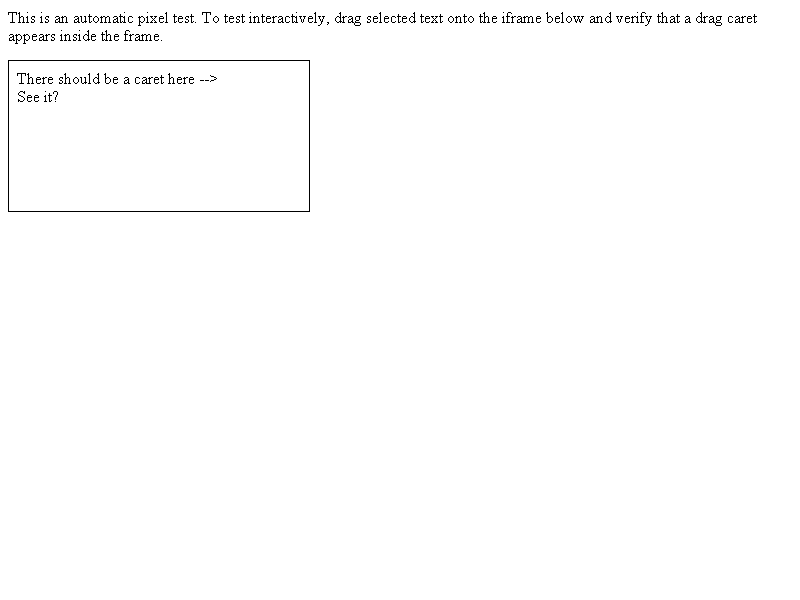 This is an automatic pixel test. To test interactively, drag selected text onto the iframe below and verify that a drag caret
appears inside the frame.
There should be a caret here -->
See it?